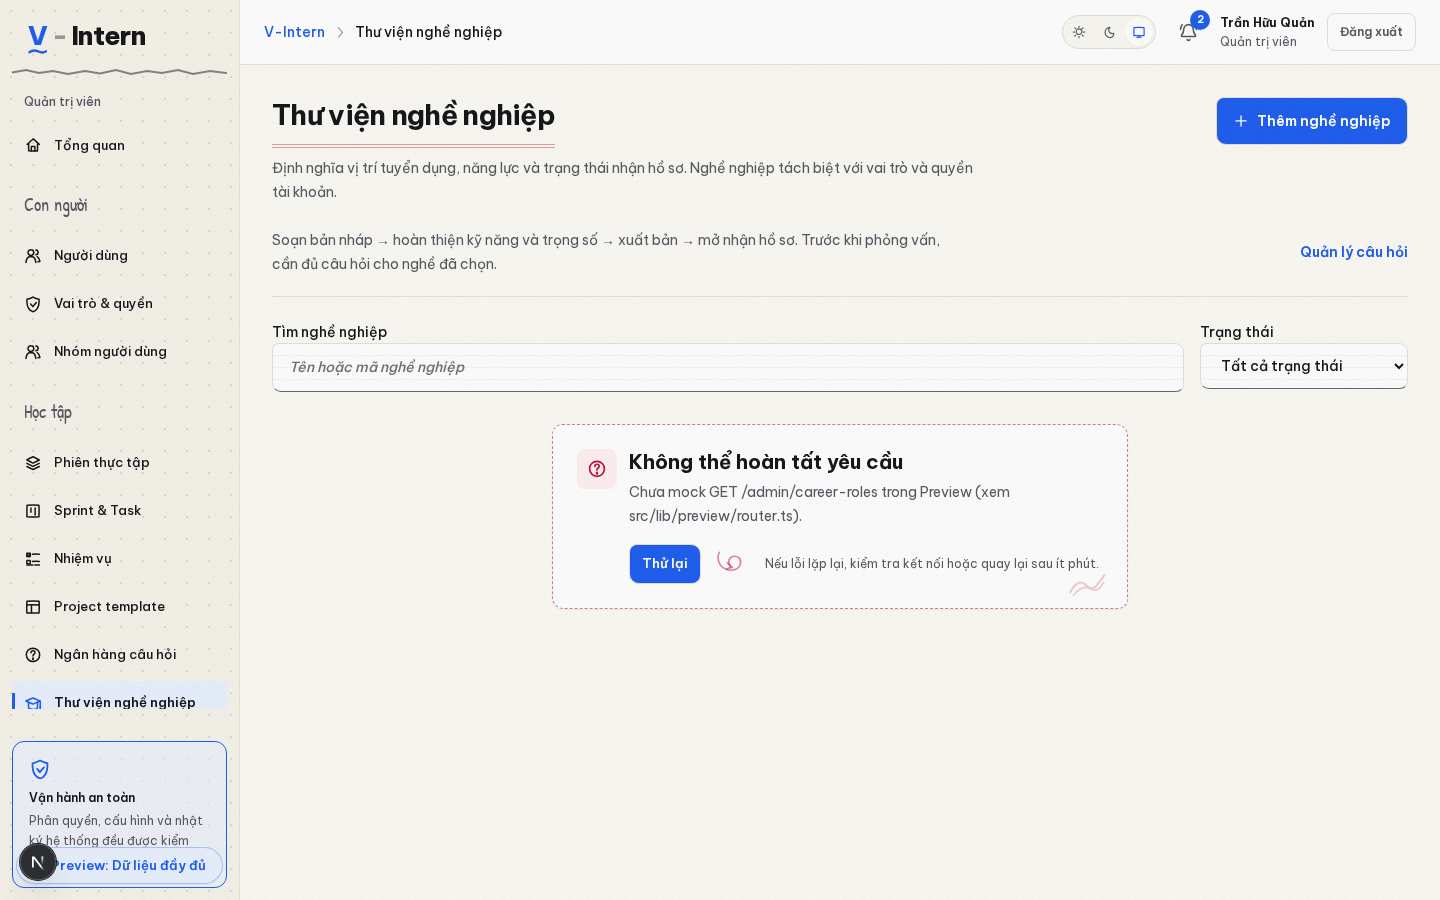 V - Intern
Quản trị viên
Tổng quan
Con người
Người dùng
Vai trò & quyền
Nhóm người dùng
Học tập
Phiên thực tập
Sprint & Task
Nhiệm vụ
Project template
Ngân hàng câu hỏi
Thư viện nghề nghiệp
Vận hành an toàn
Phân quyền, cấu hình và nhật
ký hệ thống đều được kiểm
Preview: Dữ liệu đầy đủ
V-Intern
Thư viện nghề nghiệp
2
Trần Hữu Quản
Quản trị viên
Đăng xuất
Thư viện nghề nghiệp
Thêm nghề nghiệp
Định nghĩa vị trí tuyển dụng, năng lực và trạng thái nhận hồ sơ. Nghề nghiệp tách biệt với vai trò và quyền
tài khoản.
Soạn bản nháp → hoàn thiện kỹ năng và trọng số → xuất bản → mở nhận hồ sơ. Trước khi phỏng vấn,
cần đủ câu hỏi cho nghề đã chọn.
Quản lý câu hỏi
Tìm nghề nghiệp
Tên hoặc mã nghề nghiệp
Trạng thái
Tất cả trạng thái
Không thể hoàn tất yêu cầu
Chưa mock GET /admin/career-roles trong Preview (xem
src/lib/preview/router.ts).
Thử lại
Nếu lỗi lặp lại, kiểm tra kết nối hoặc quay lại sau ít phút.